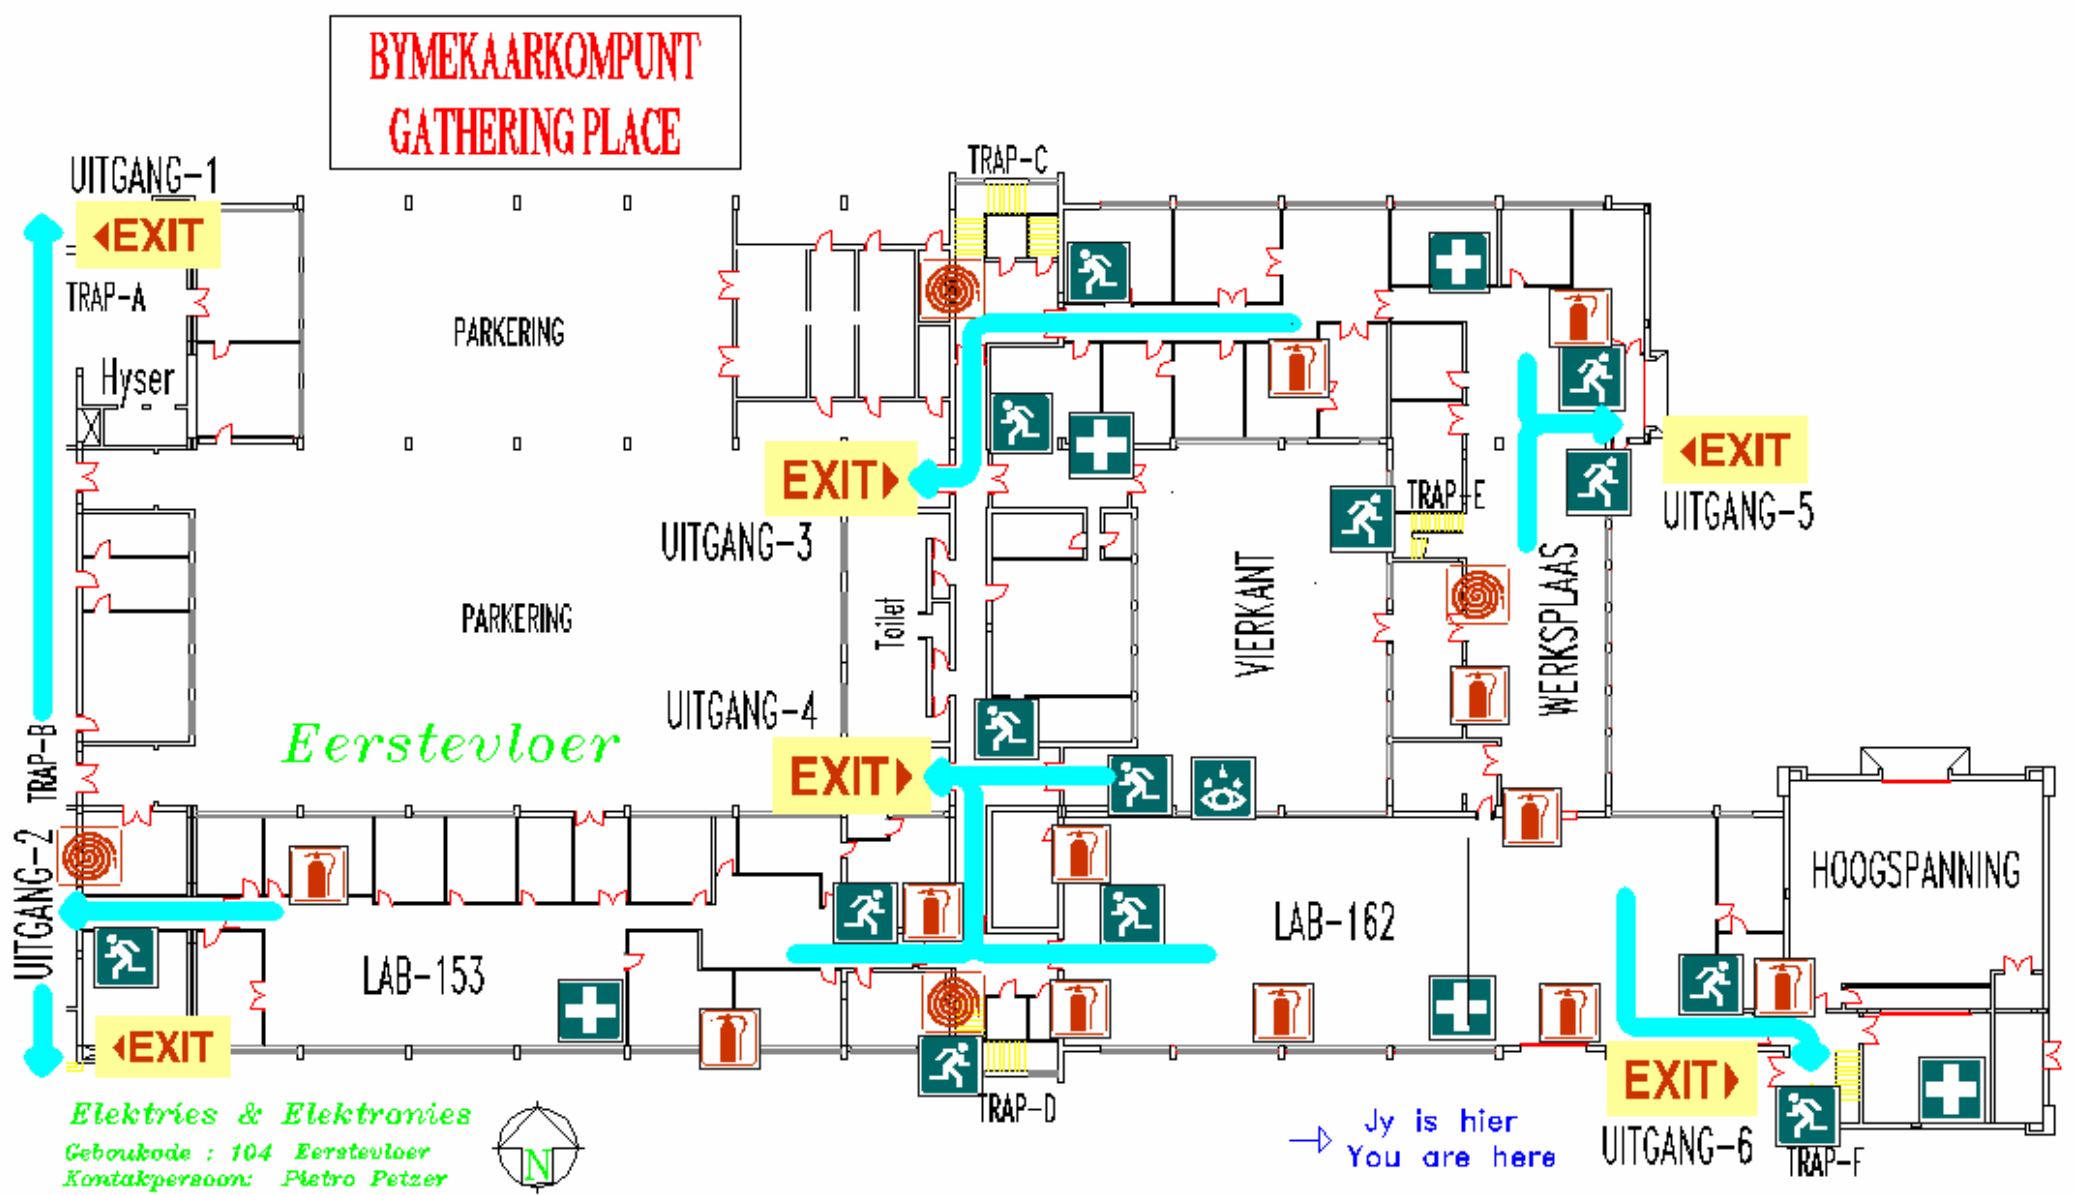 BYMEKAARKOMPUNT
GATHERING PLACE
UITGANG-1
EXIT
TRAP-A
Hyser
PARKERING
TRAP-C
EXIT
UITGANG-3
EXIT
UITGANG-5
TRAP-E
PARKERING
Toilet
VIERKANT
WERKSPLAAS
UITGANG-4
EXIT
Eerstevloer
TRAP-B
UITGANG-2
HOOGSPANNING
LAB-153
LAB-162
EXIT
EXIT
UITGANG-6
TRAP-D
TRAP-F
Elektries & Elektronies
Geboukode : 104 Eerstevloer
Kontakpersoon: Pietro Petzer
N
Jy is hier
You are here